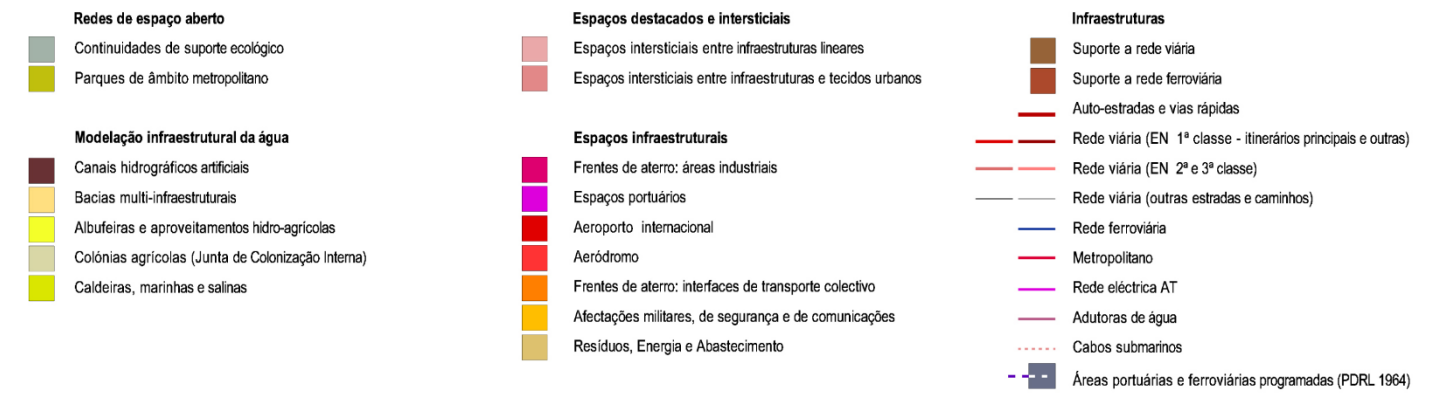 Redes de espaço aberto
Continuidades de suporte ecológico
Parques de âmbito metropolitano
Modelação infraestrutural da água
Canais hidrográficos artificiais
Bacias multi-infraestruturais
Albufeiras e aproveitamentos hidro-agrícolas
Colónias agrícolas (Junta de Colonização Interna)
Caldeiras, marinhas e salinas
Espaços destacados e intersticiais
Espaços intersticiais entre infraestruturas lineares
Espaços intersticiais entre infraestruturas e tecidos urbanos
Espaços infraestruturais
Frentes de aterro: áreas industriais
Espaços portuários
Aeroporto internacional
Aeródromo
Frentes de aterro: interfaces de transporte colectivo
Afectações militares, de segurança e de comunicações
Resíduos, Energia e Abastecimento
Infraestruturas
Suporte a rede viária
Suporte a rede ferroviária
Auto-estradas e vias rápidas
Rede viária (EN 1ª classe - itinerários principais e outras)
Rede viária (EN 2ª e 3ª classe)
Rede viária (outras estradas e caminhos)
Rede ferroviária
Metropolitano
Rede eléctrica AT
Adutoras de água
Cabos submarinos
Áreas portuárias e ferroviárias programadas (PDRL 1964)